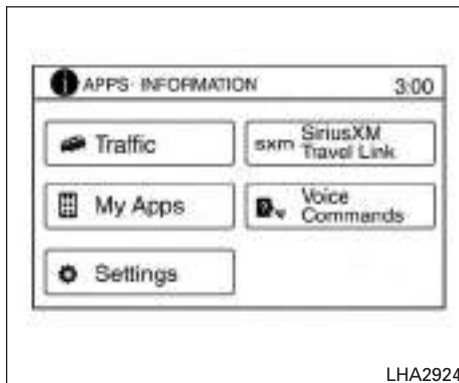 APPS· INFORMATION 3:00
Traffic
sxm SiriusXM
Travel Link
My Apps
Voice
Commands
Settings
LHA2924